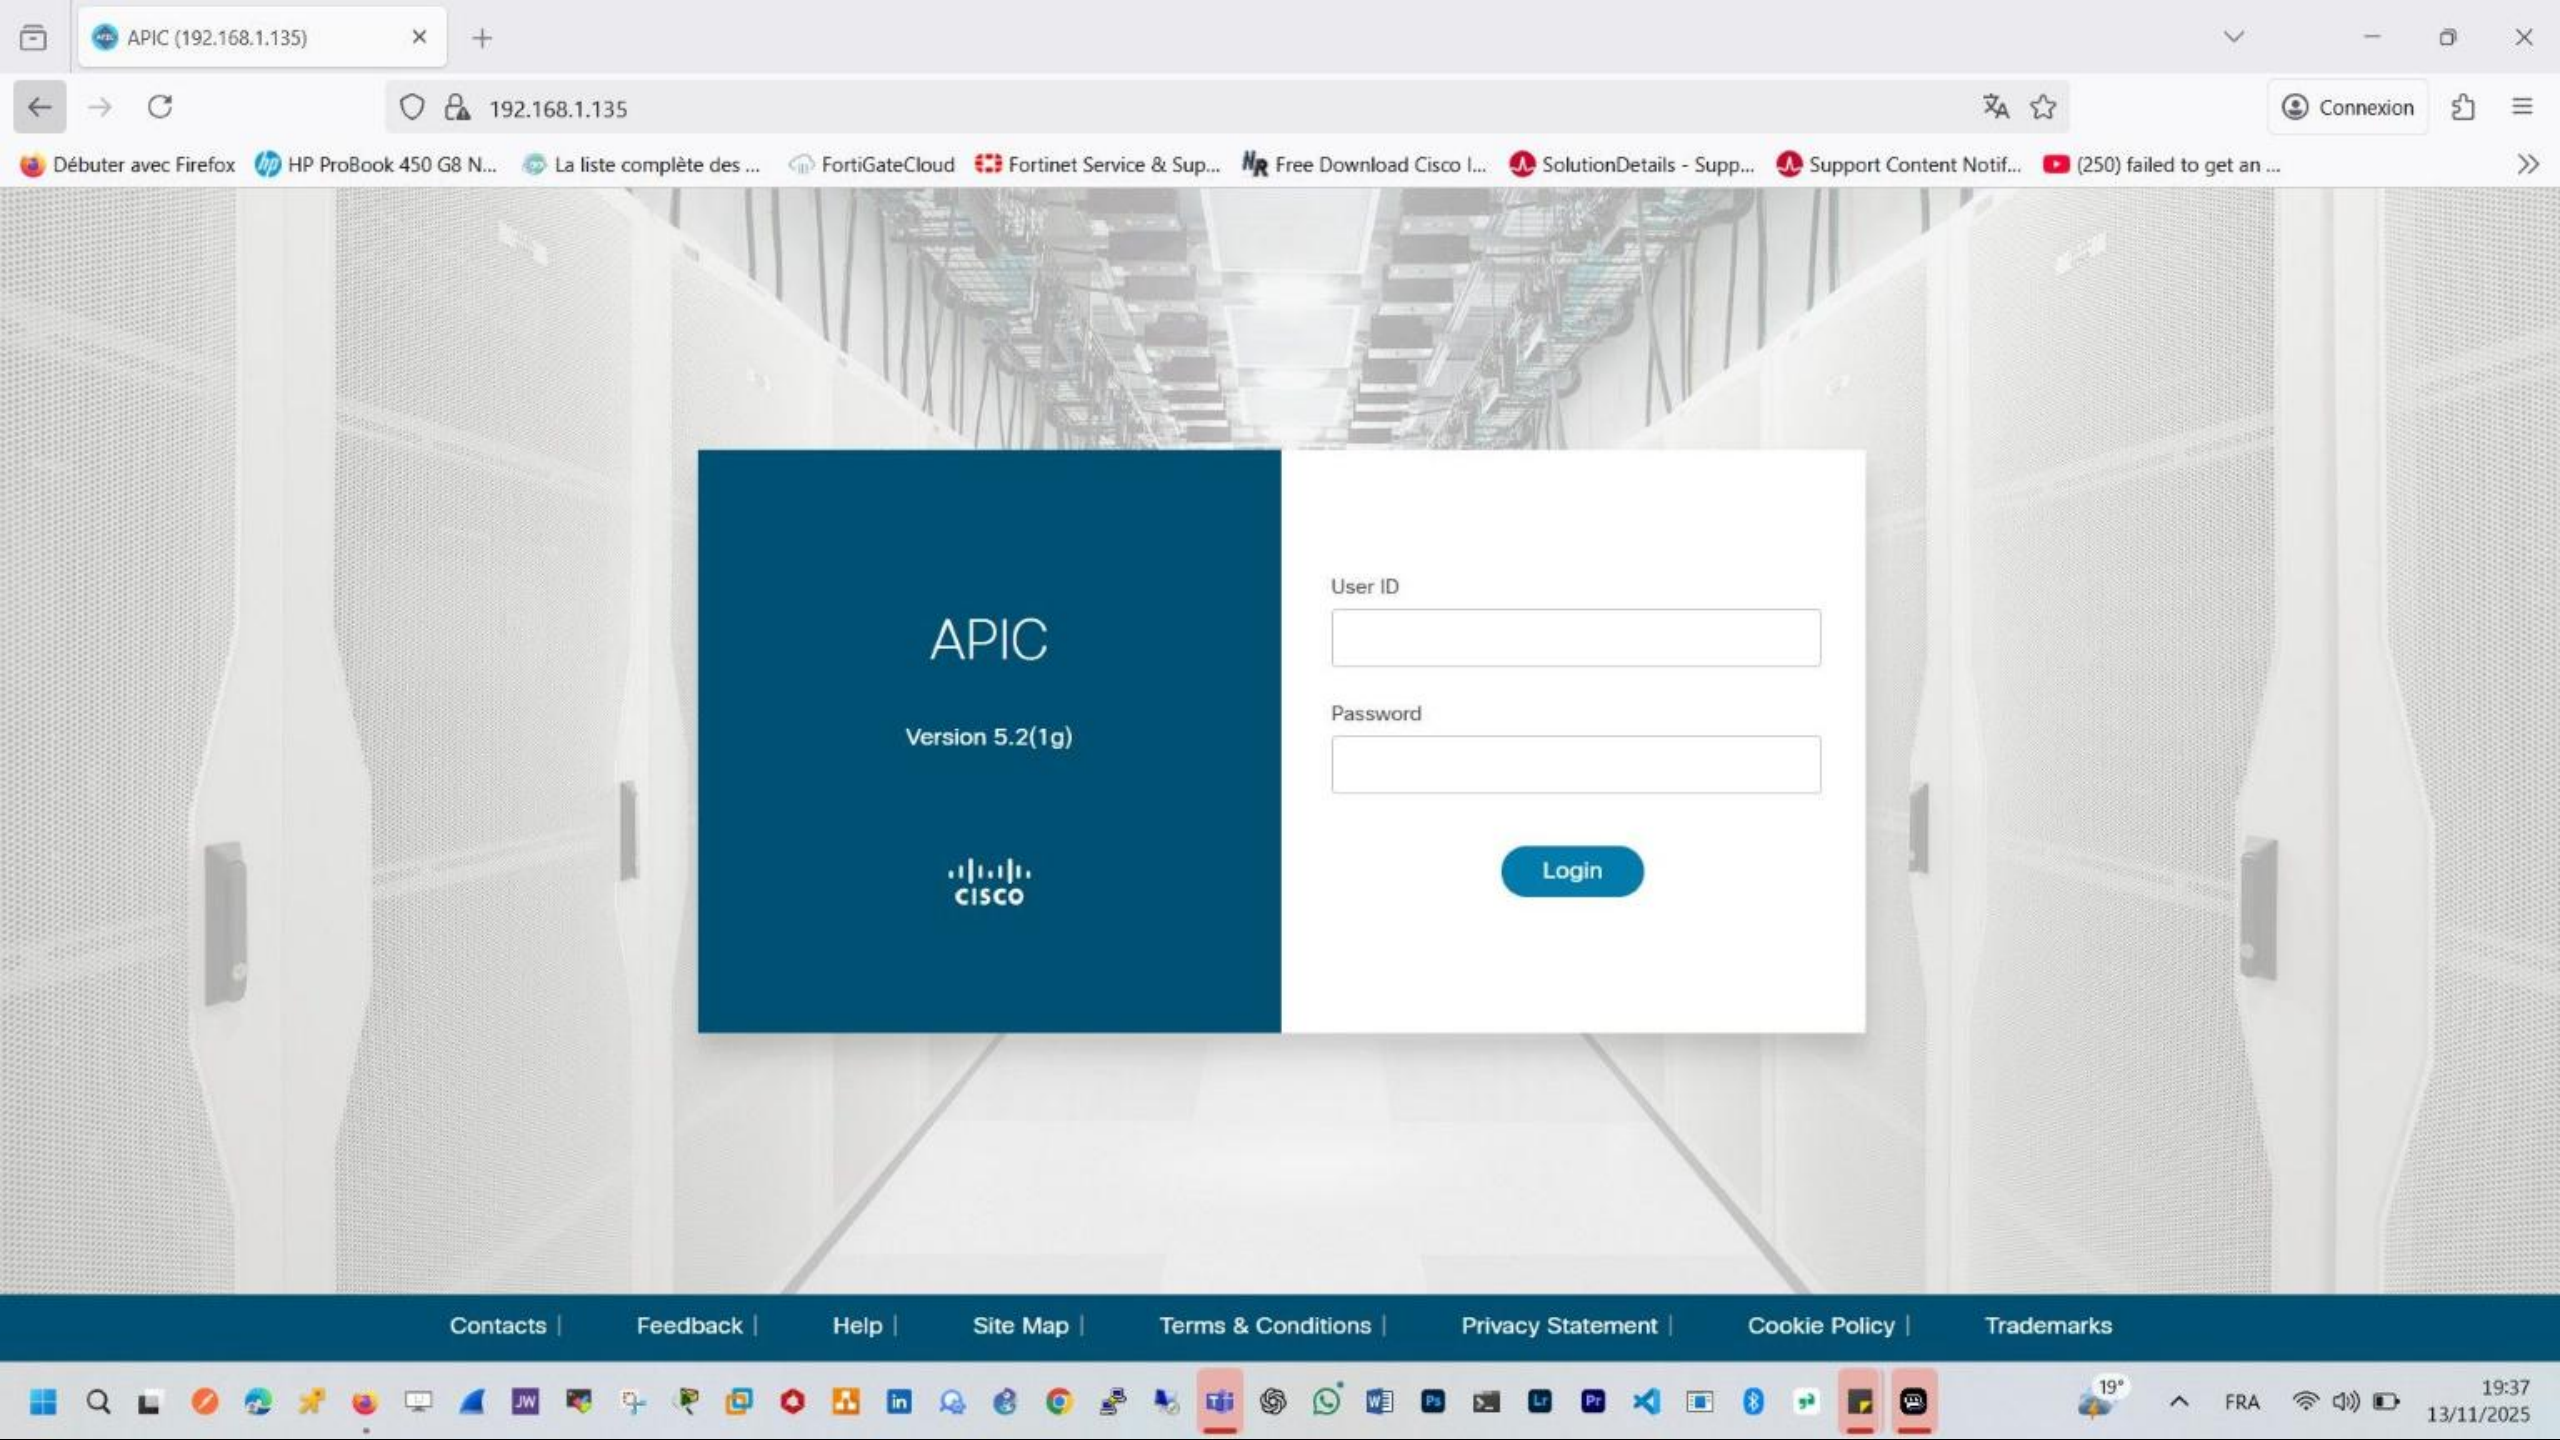 APIC (192.168.1.135)
192.168.1.135
Connexion
Débuter avec Firefox
HP ProBook 450 G8 N...
La liste complète des ...
FortiGateCloud
Fortinet Service & Sup...
Free Download Cisco I...
SolutionDetails - Supp...
Support Content Notif...
(250) failed to get an ...
APIC
Version 5.2(1g)
CISCO
User ID
Password
Login
Contacts |
Feedback |
Help |
Site Map |
Terms & Conditions |
Privacy Statement |
Cookie Policy |
Trademarks
19°
FRA
19:37
13/11/2025